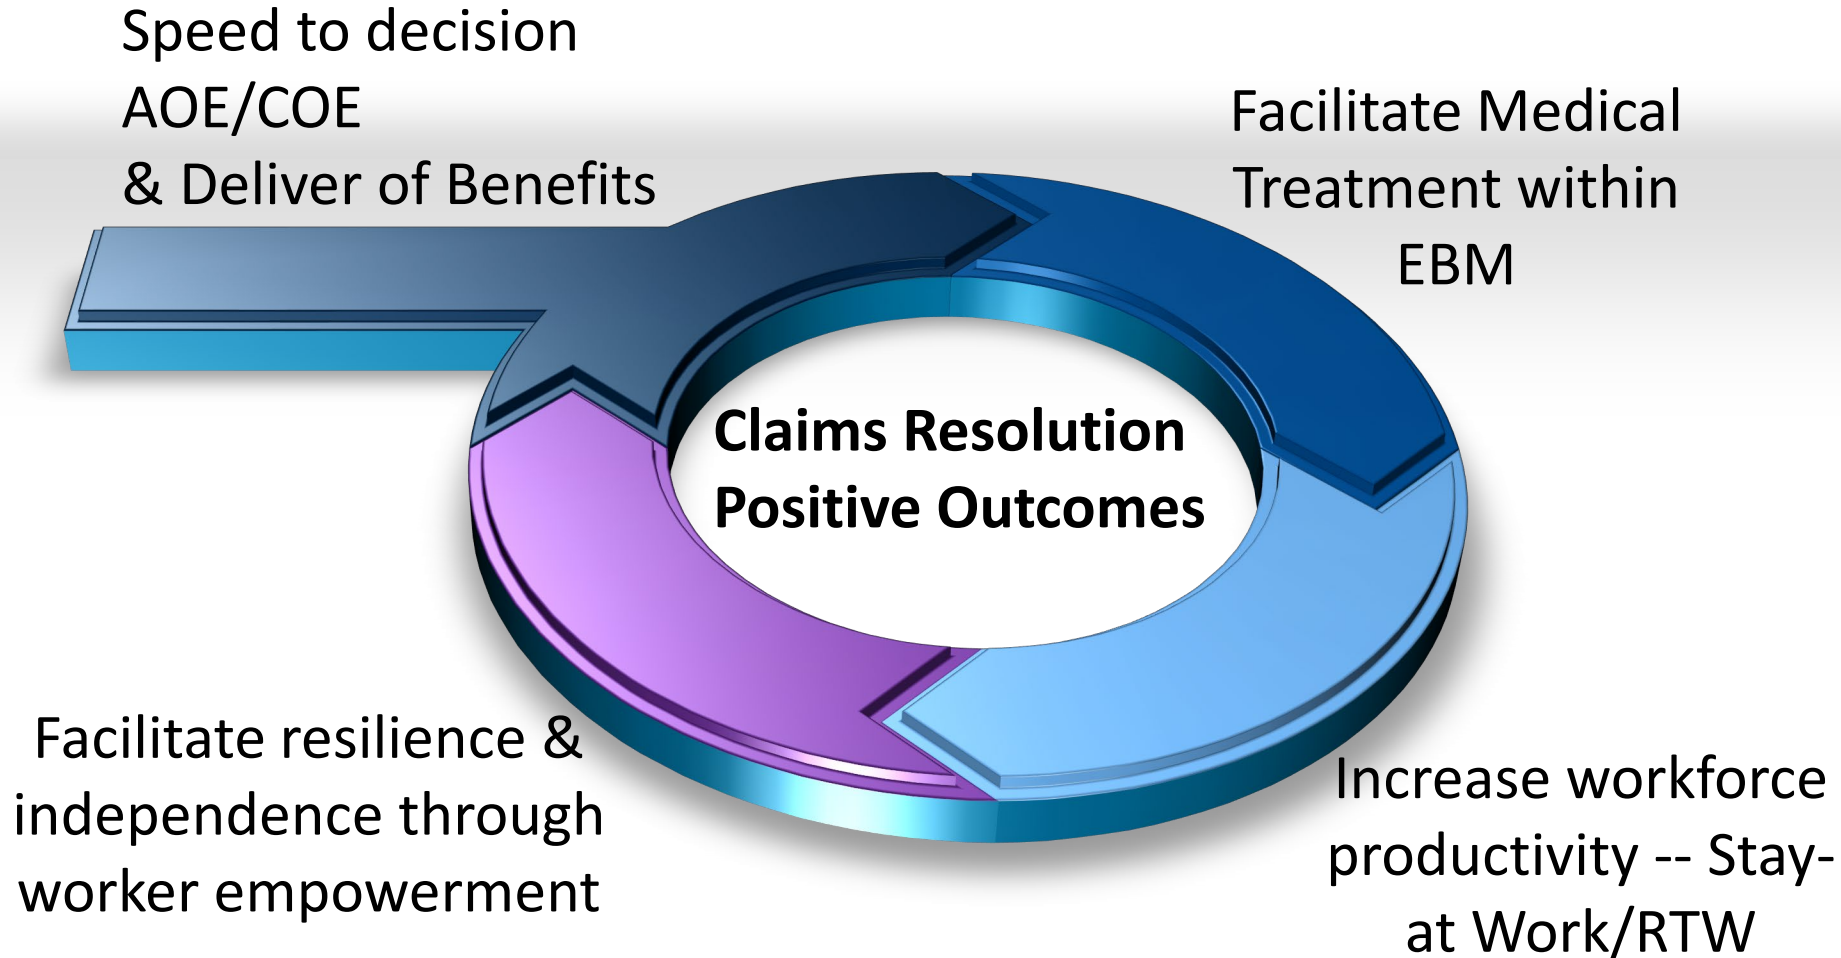 Speed to decision
AOE/COE
& Deliver of Benefits
Facilitate Medical
Treatment within
EBM
Claims Resolution
Positive Outcomes
Facilitate resilience &
independence through
worker empowerment
Increase workforce
productivity -- Stay-
at Work/RTW